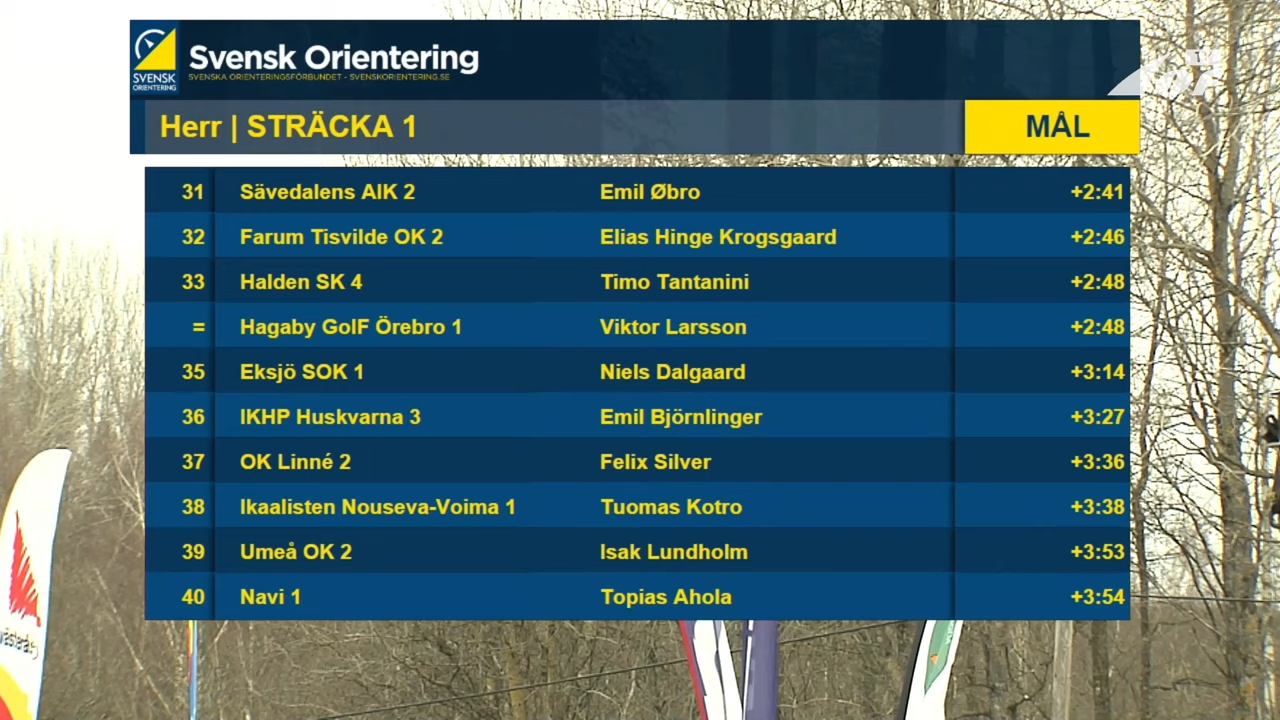 Svensk Orientering
SVENSKA ORIENTERINGSFÖRBUNDET - SVENSKORIENTERING.SE
SVENSK
ORIENTERING
Herr | STRÄCKA 1 MÅL
31 Sävedalens AIK 2 Emil Øbro +2:41
32 Farum Tisvilde OK 2 Elias Hinge Krogsgaard +2:46
33 Halden SK 4 Timo Tantanini +2:48
= Hagaby GoIF Örebro 1 Viktor Larsson +2:48
35 Eksjö SOK 1 Niels Dalgaard +3:14
36 IKHP Huskvarna 3 Emil Björnlinger +3:27
37 OK Linné 2 Felix Silver +3:36
38 Ikaalisten Nouseva-Voima 1 Tuomas Kotro +3:38
39 Umeå OK 2 Isak Lundholm +3:53
40 Navi 1 Topias Ahola +3:54